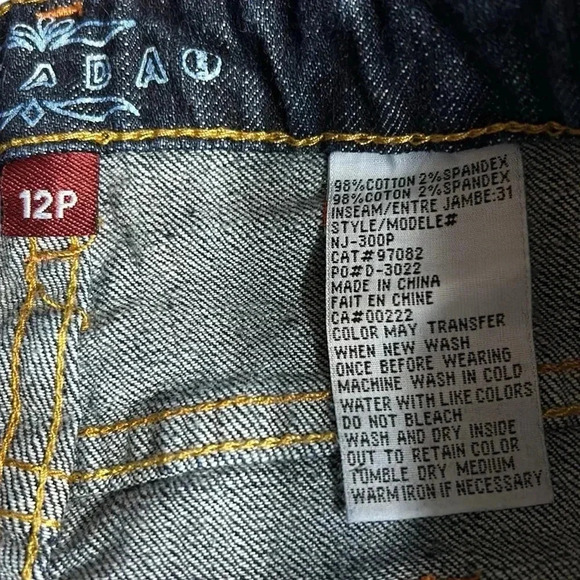 ADA®
12P
98%COTTON 2%SPANDEX
98%COTON 2%SPANDEX
INSEAM/ENTRE JAMBE:31
STYLE/MODELE#
NJ-300P
CAT#97082
PO#D-3022
MADE IN CHINA
FAIT EN CHINE
CA#00222
COLOR MAY TRANSFER
WHEN NEW WASH
ONCE BEFORE WEARING
MACHINE WASH IN COLD
WATER WITH LIKE COLORS
DO NOT BLEACH
WASH AND DRY INSIDE
OUT TO RETAIN COLOR
TUMBLE DRY MEDIUM
WARM IRON IF NECESSARY